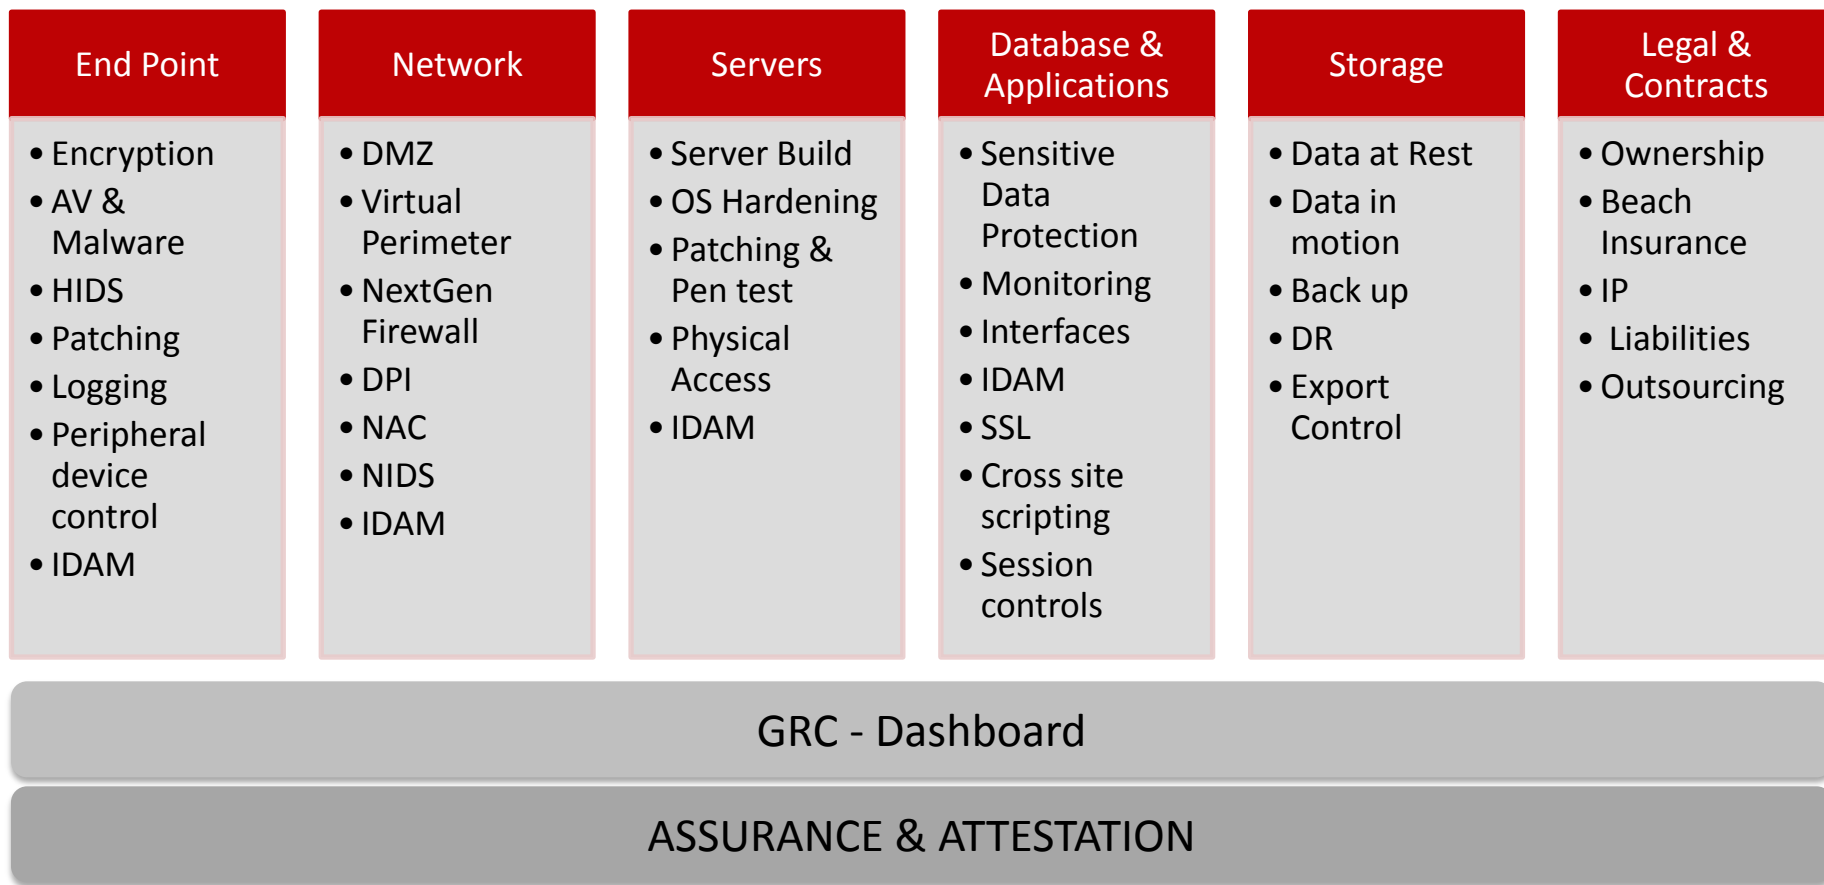 End Point
• Encryption
• AV &
Malware
• HIDS
• Patching
• Logging
• Peripheral
device
control
• IDAM
Network
• DMZ
• Virtual
Perimeter
• NextGen
Firewall
• DPI
• NAC
• NIDS
• IDAM
Servers
• Server Build
• OS Hardening
• Patching &
Pen test
• Physical
Access
• IDAM
Database &
Applications
• Sensitive
Data
Protection
• Monitoring
• Interfaces
• IDAM
• SSL
• Cross site
scripting
• Session
controls
Storage
• Data at Rest
• Data in
motion
• Back up
• DR
• Export
Control
Legal &
Contracts
• Ownership
• Beach
Insurance
• IP
• Liabilities
• Outsourcing
GRC - Dashboard
ASSURANCE & ATTESTATION